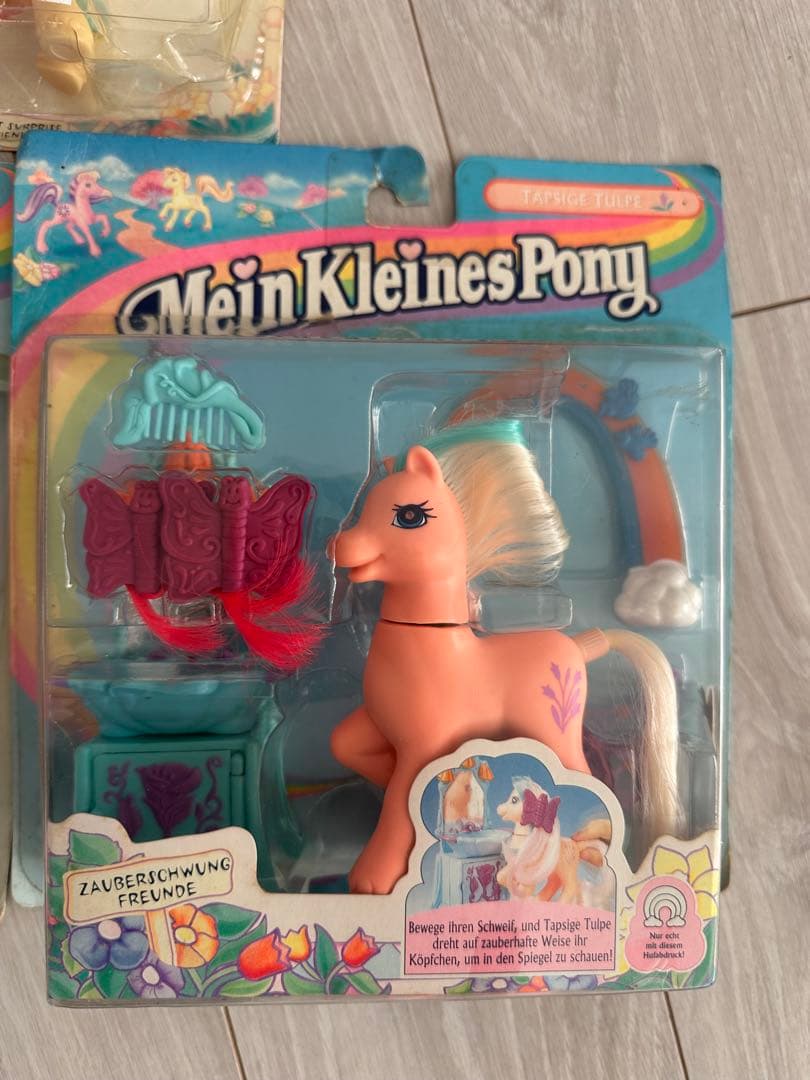 T SURPRISE
TAPSIGE TULPE
Mein Kleines Pony
ZAUBERSCHWUNG
FREUNDE
Bewege ihren Schweif, und Tapsige Tulpe
dreht auf zauberhafte Weise ihr
Köpfchen, um in den Spiegel zu schauen!
Nur echt
mit diesem
Hufabdruck!